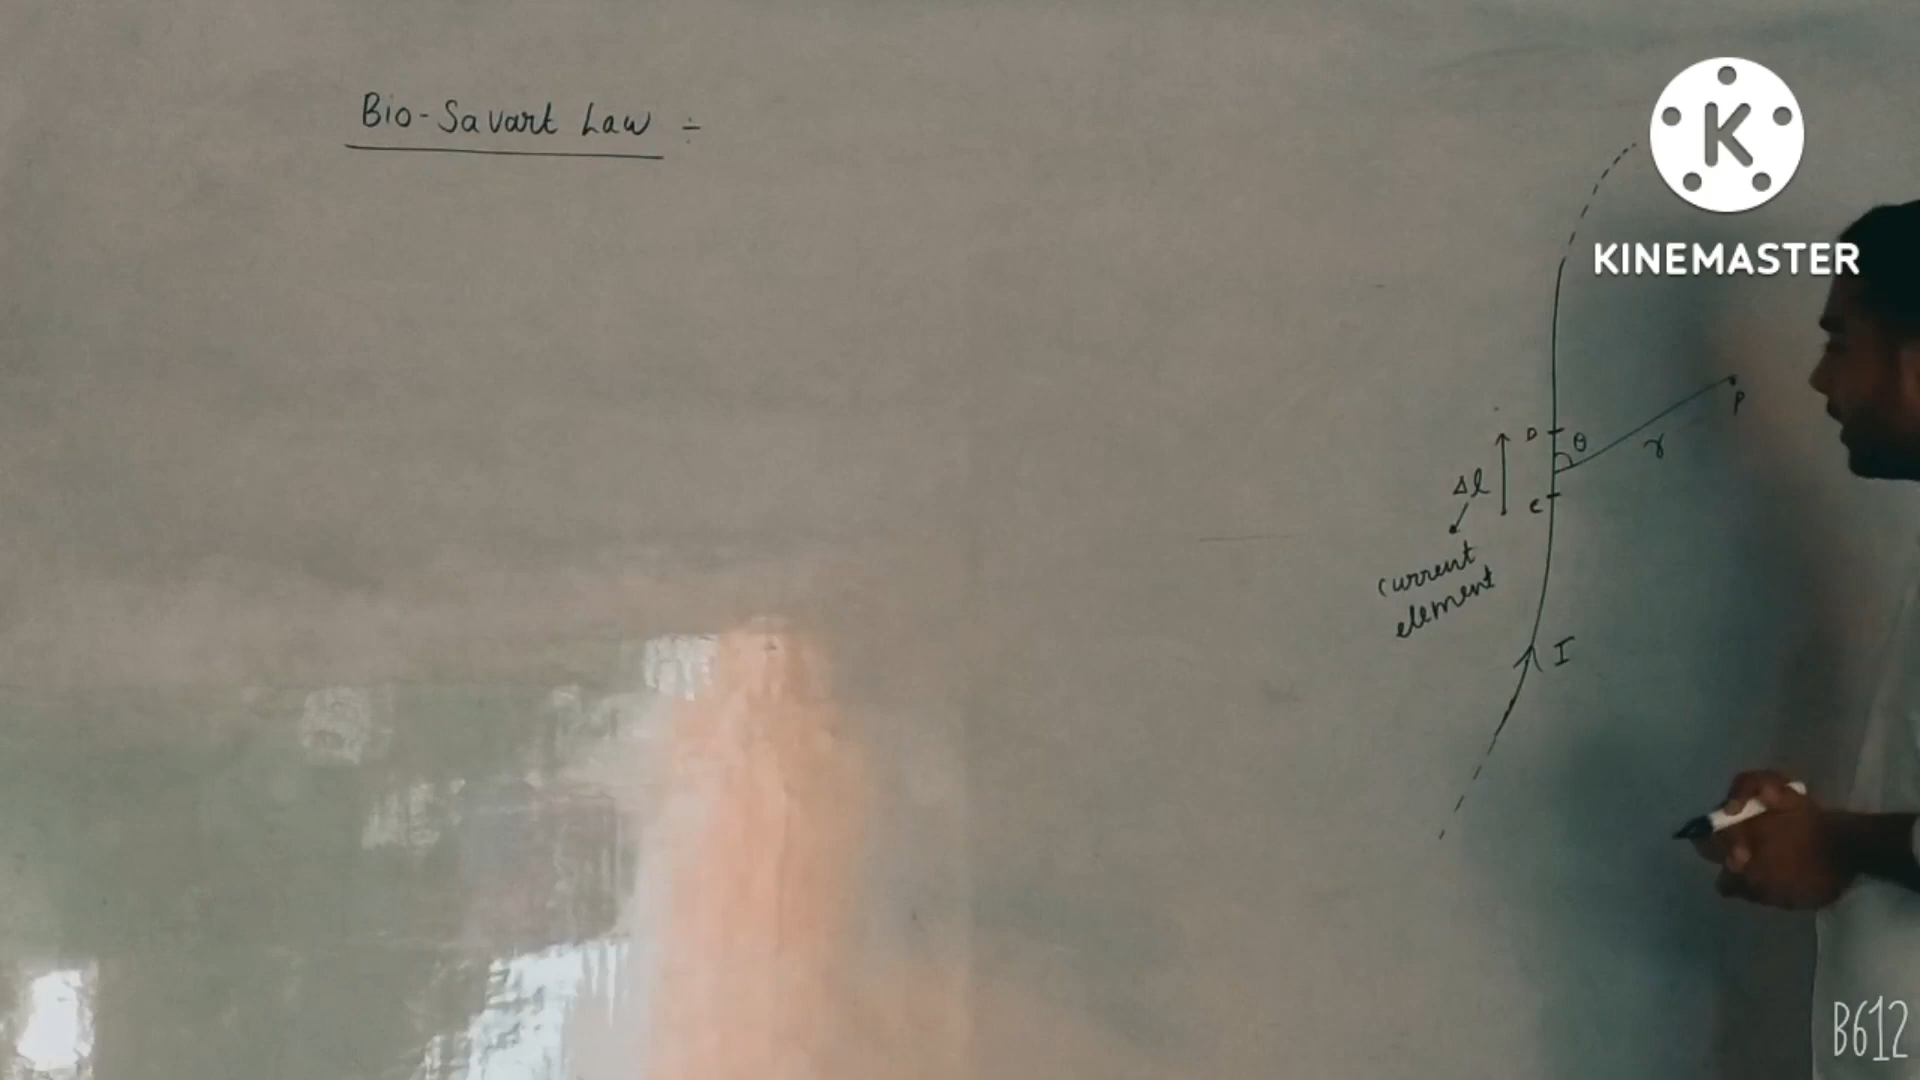 Bio-Savart Law ÷
K
KINEMASTER
P
D
θ
r
Δl
C
current
element
I
B612